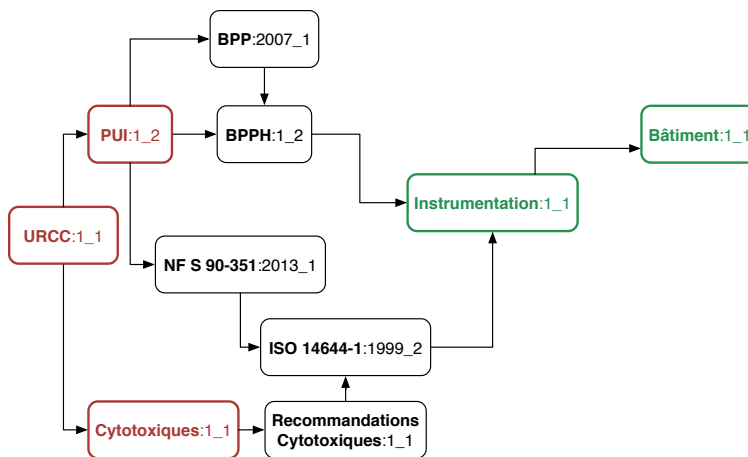 BPP:2007_1
PUI:1_2
BPPH:1_2
Bâtiment:1_1
Instrumentation:1_1
URCC:1_1
NF S 90-351:2013_1
ISO 14644-1:1999_2
Cytotoxiques:1_1
Recommandations
Cytotoxiques:1_1